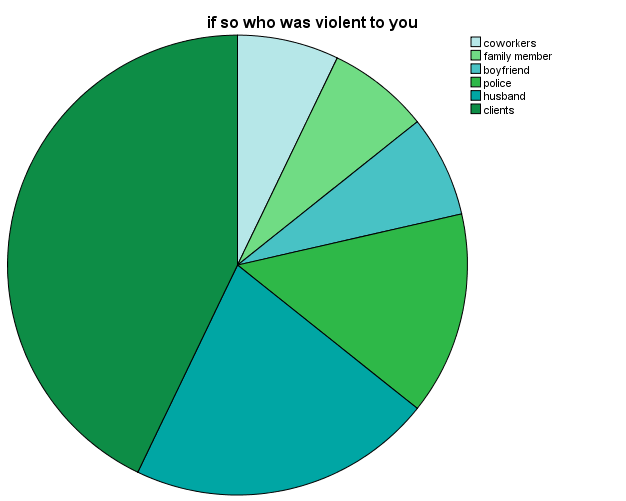 if so who was violent to you
coworkers
family member
boyfriend
police
husband
clients